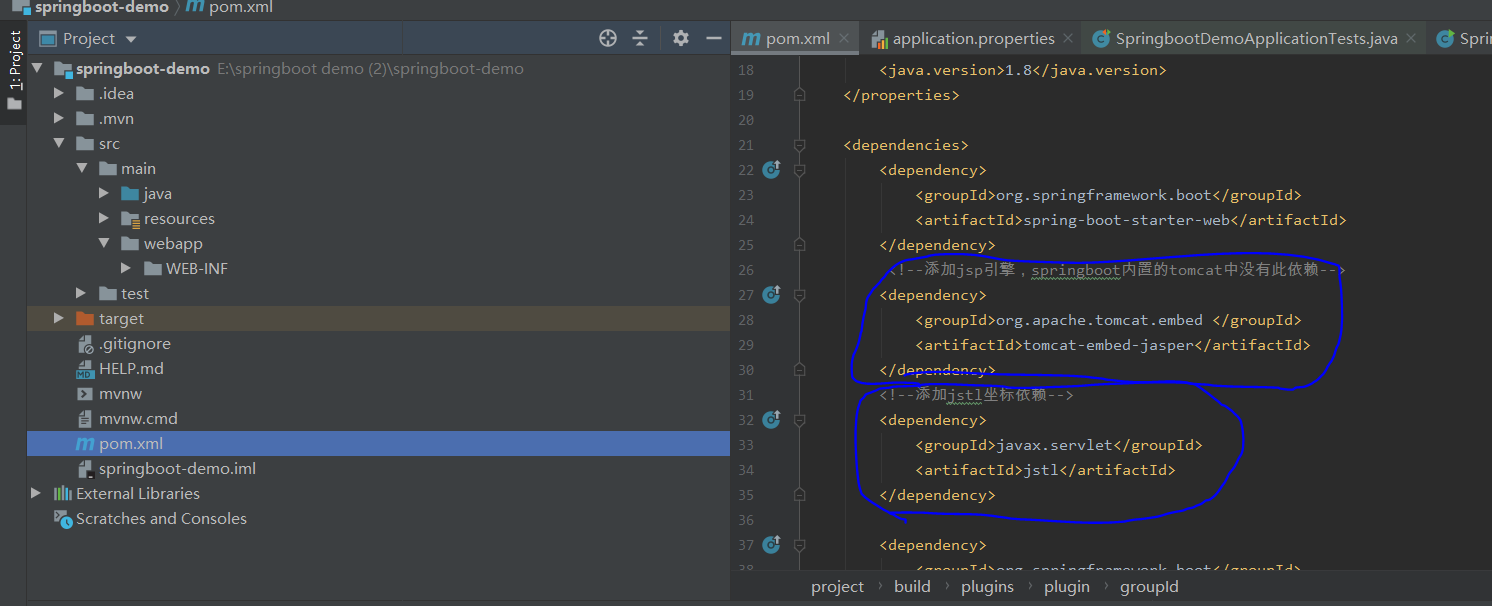 springboot-demo
pom.xml
1: Project
Project
springboot-demo E:\springboot demo (2)\springboot-demo
.idea
.mvn
src
main
java
resources
webapp
WEB-INF
test
target
.gitignore
HELP.md
mvnw
mvnw.cmd
pom.xml
springboot-demo.iml
External Libraries
Scratches and Consoles
pom.xml
application.properties
SpringbootDemoApplicationTests.java
Sprin
18 <java.version>1.8</java.version>
19 </properties>
20
21 <dependencies>
22 <dependency>
23 <groupId>org.springframework.boot</groupId>
24 <artifactId>spring-boot-starter-web</artifactId>
25 </dependency>
26 <!--添加jsp引擎，springboot内置的tomcat中没有此依赖-->
27 <dependency>
28 <groupId>org.apache.tomcat.embed </groupId>
29 <artifactId>tomcat-embed-jasper</artifactId>
30 </dependency>
31 <!--添加jstl坐标依赖-->
32 <dependency>
33 <groupId>javax.servlet</groupId>
34 <artifactId>jstl</artifactId>
35 </dependency>
36
37 <dependency>
38 <groupId>org.springframework.boot</groupId>
project › build › plugins › plugin › groupId